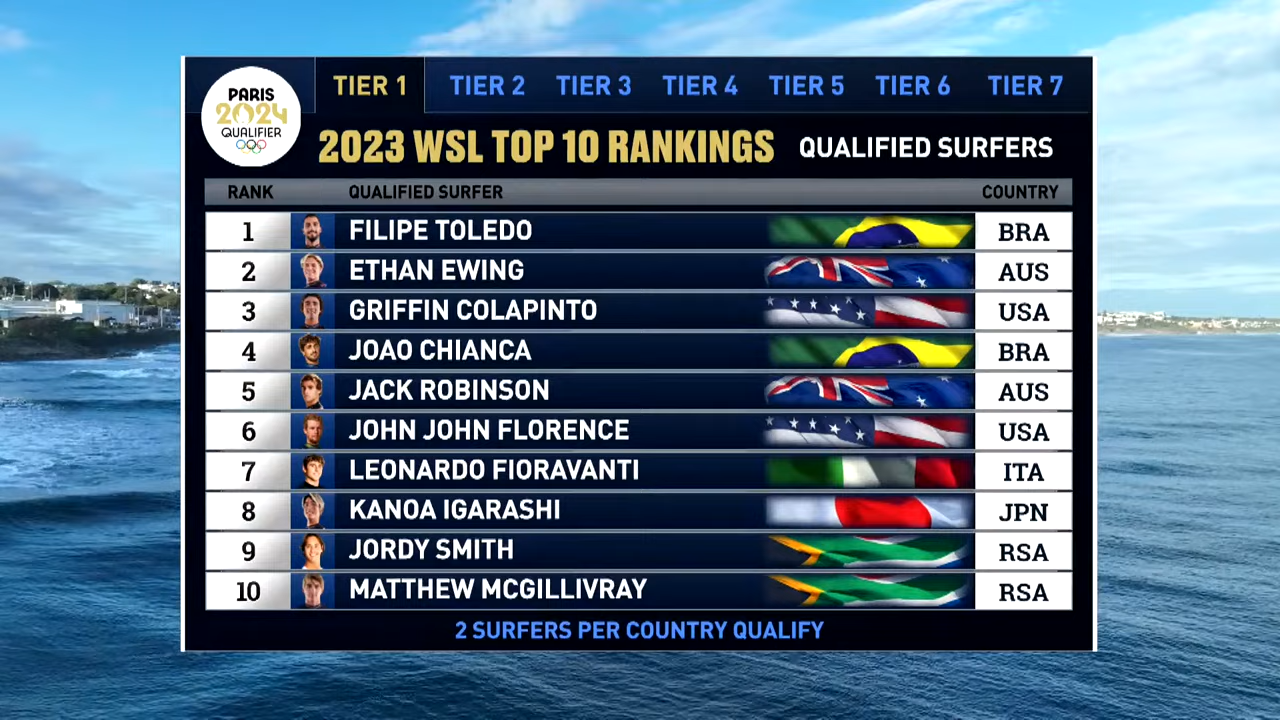 PARIS
2024
QUALIFIER
TIER 1 TIER 2 TIER 3 TIER 4 TIER 5 TIER 6 TIER 7
2023 WSL TOP 10 RANKINGS QUALIFIED SURFERS
RANK QUALIFIED SURFER COUNTRY
1 FILIPE TOLEDO BRA
2 ETHAN EWING AUS
3 GRIFFIN COLAPINTO USA
4 JOAO CHIANCA BRA
5 JACK ROBINSON AUS
6 JOHN JOHN FLORENCE USA
7 LEONARDO FIORAVANTI ITA
8 KANOA IGARASHI JPN
9 JORDY SMITH RSA
10 MATTHEW MCGILLIVRAY RSA
2 SURFERS PER COUNTRY QUALIFY